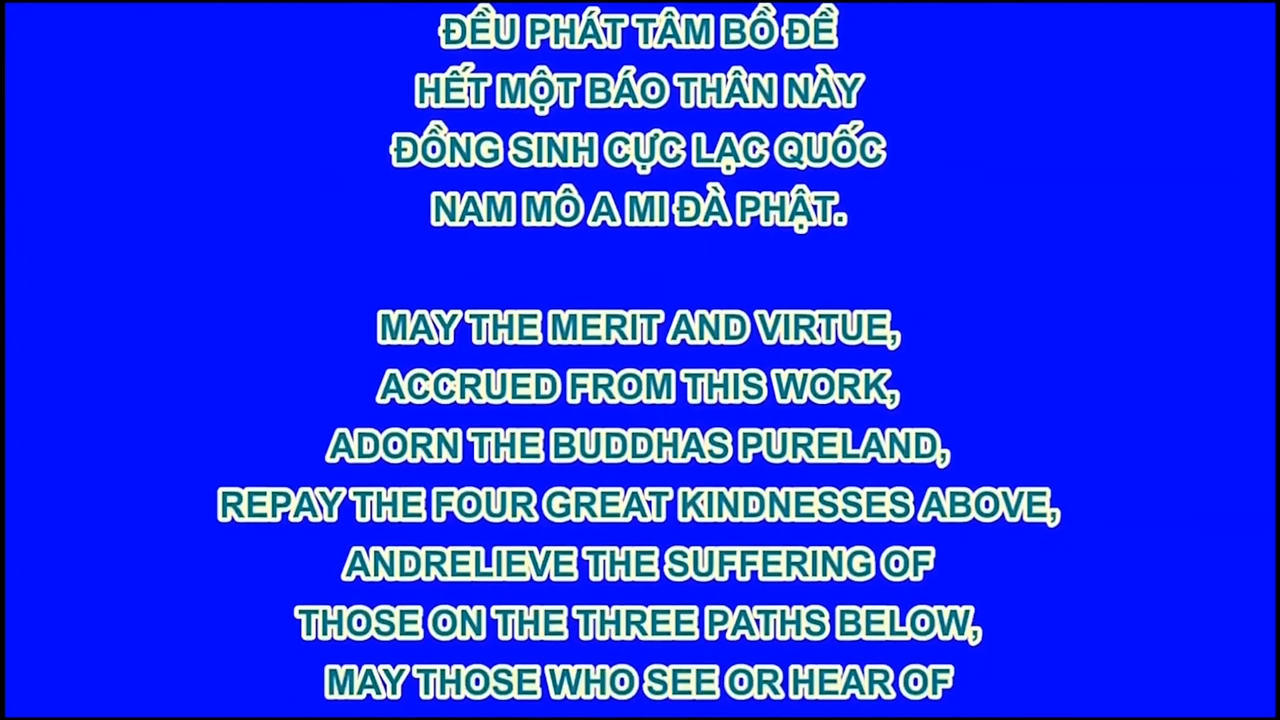 ĐỀU PHÁT TÂM BỒ ĐỀ
HẾT MỘT BÁO THÂN NÀY
ĐỒNG SINH CỰC LẠC QUỐC
NAM MÔ A MI ĐÀ PHẬT.
MAY THE MERIT AND VIRTUE,
ACCRUED FROM THIS WORK,
ADORN THE BUDDHAS PURELAND,
REPAY THE FOUR GREAT KINDNESSES ABOVE,
ANDRELIEVE THE SUFFERING OF
THOSE ON THE THREE PATHS BELOW,
MAY THOSE WHO SEE OR HEAR OF